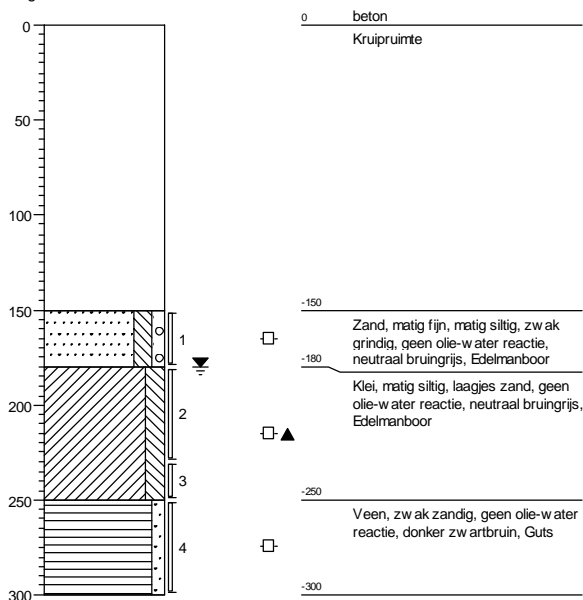 0
beton
0
Kruipruimte
50
100
150
-150
Zand, matig fijn, matig siltig, zwak
grindig, geen olie-water reactie,
neutraal bruingrijs, Edelmanboor
1
-180
Klei, matig siltig, laagjes zand, geen
olie-water reactie, neutraal bruingrijs,
Edelmanboor
200
2
3
250
-250
Veen, zwak zandig, geen olie-water
reactie, donker zwartbruin, Guts
4
300
-300